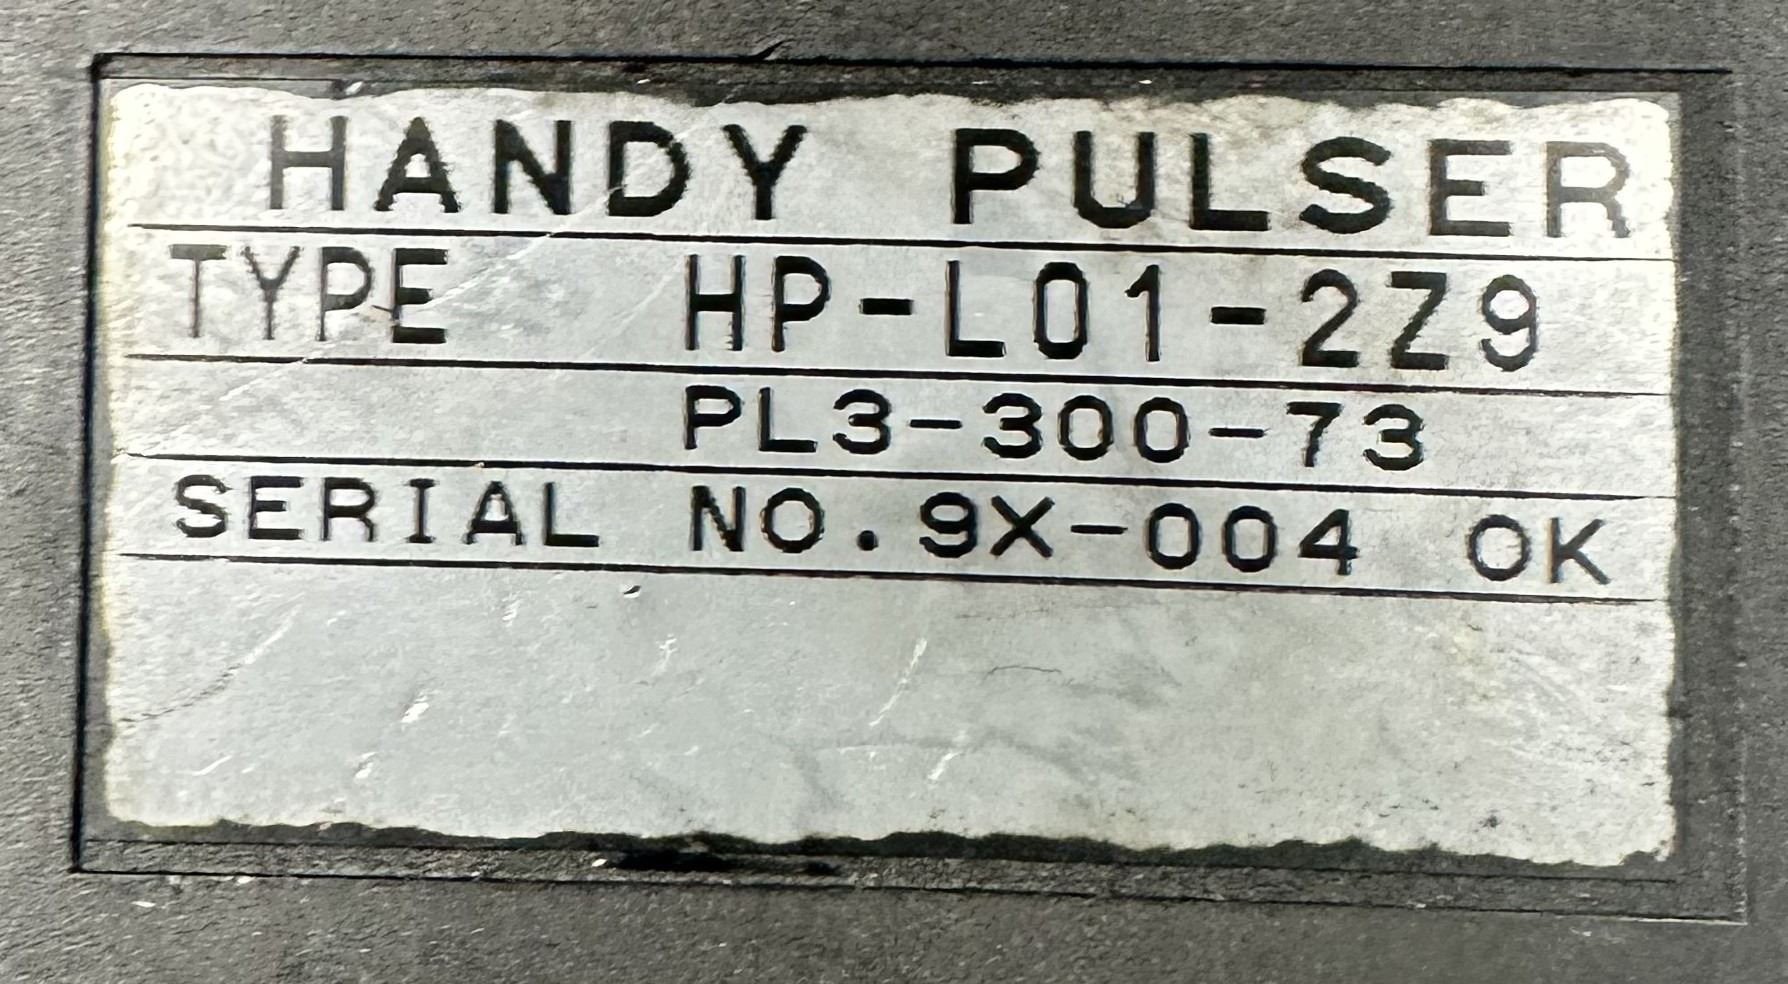 HANDY PULSER
TYPE HP-L01-2Z9
PL3-300-73
SERIAL NO.9X-004 OK